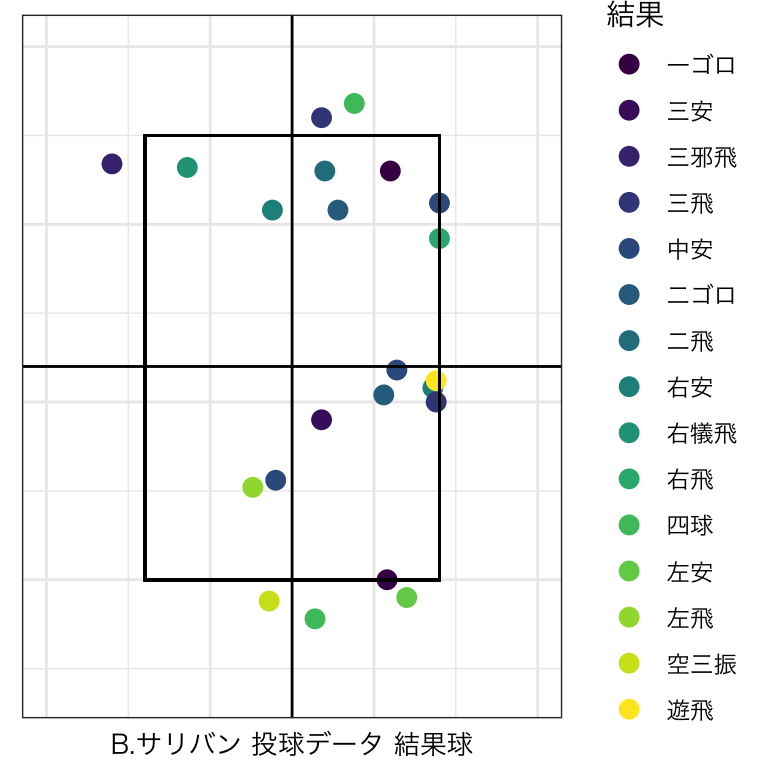 結果
一ゴロ
三安
三邪飛
三飛
中安
二ゴロ
二飛
右安
右犠飛
右飛
四球
左安
左飛
空三振
遊飛
B.サリバン 投球データ 結果球